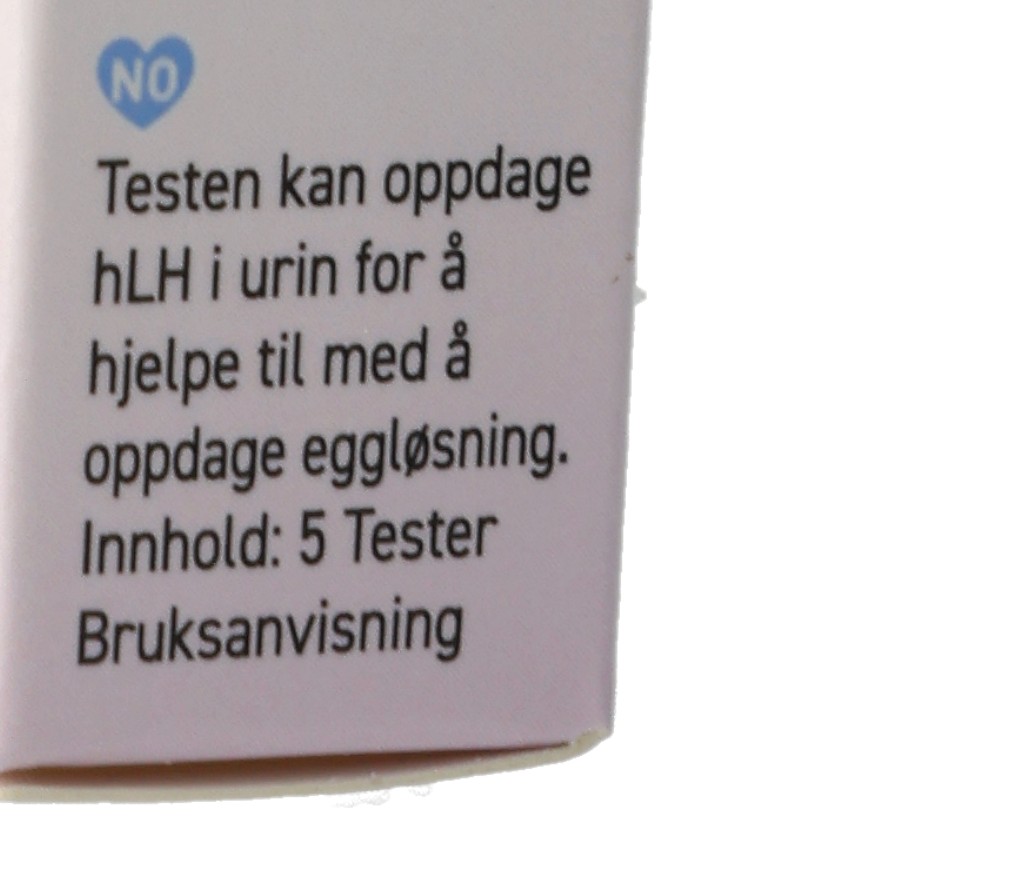 NO
Testen kan oppdage
hLH i urin for å
hjelpe til med å
oppdage eggløsning.
Innhold: 5 Tester
Bruksanvisning